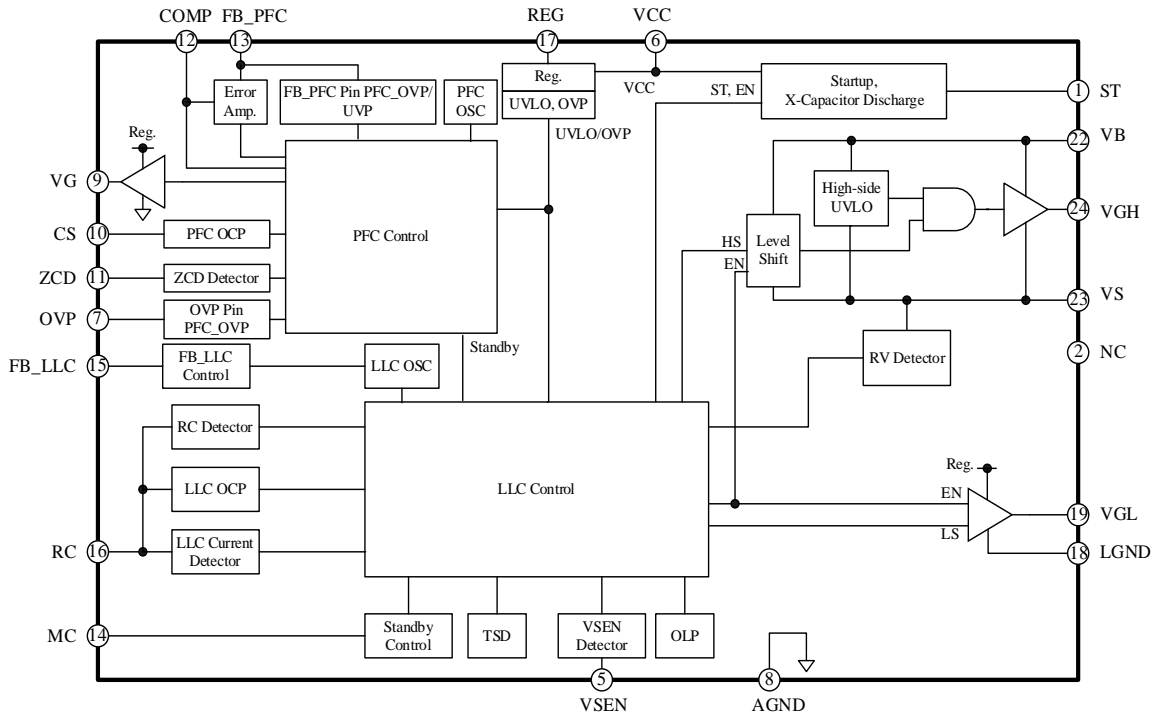 COMP FB_PFC REG VCC
12 13 17 6
Error
Amp.
FB_PFC Pin PFC_OVP/
UVP
PFC
OSC
Reg.
UVLO, OVP
UVLO/OVP
VCC
ST, EN
Startup,
X-Capacitor Discharge
1 ST
22 VB
Reg.
VG 9
High-side
UVLO
24 VGH
CS 10
PFC OCP
PFC Control
HS
EN
Level
Shift
ZCD 11
ZCD Detector
OVP 7
OVP Pin
PFC_OVP
23 VS
Standby
2 NC
FB_LLC 15
FB_LLC
Control
LLC OSC
RV Detector
RC Detector
LLC OCP
LLC Control
Reg.
EN
LS
19 VGL
18 LGND
RC 16
LLC Current
Detector
MC 14
Standby
Control
TSD
VSEN
Detector
OLP
5 8
VSEN AGND